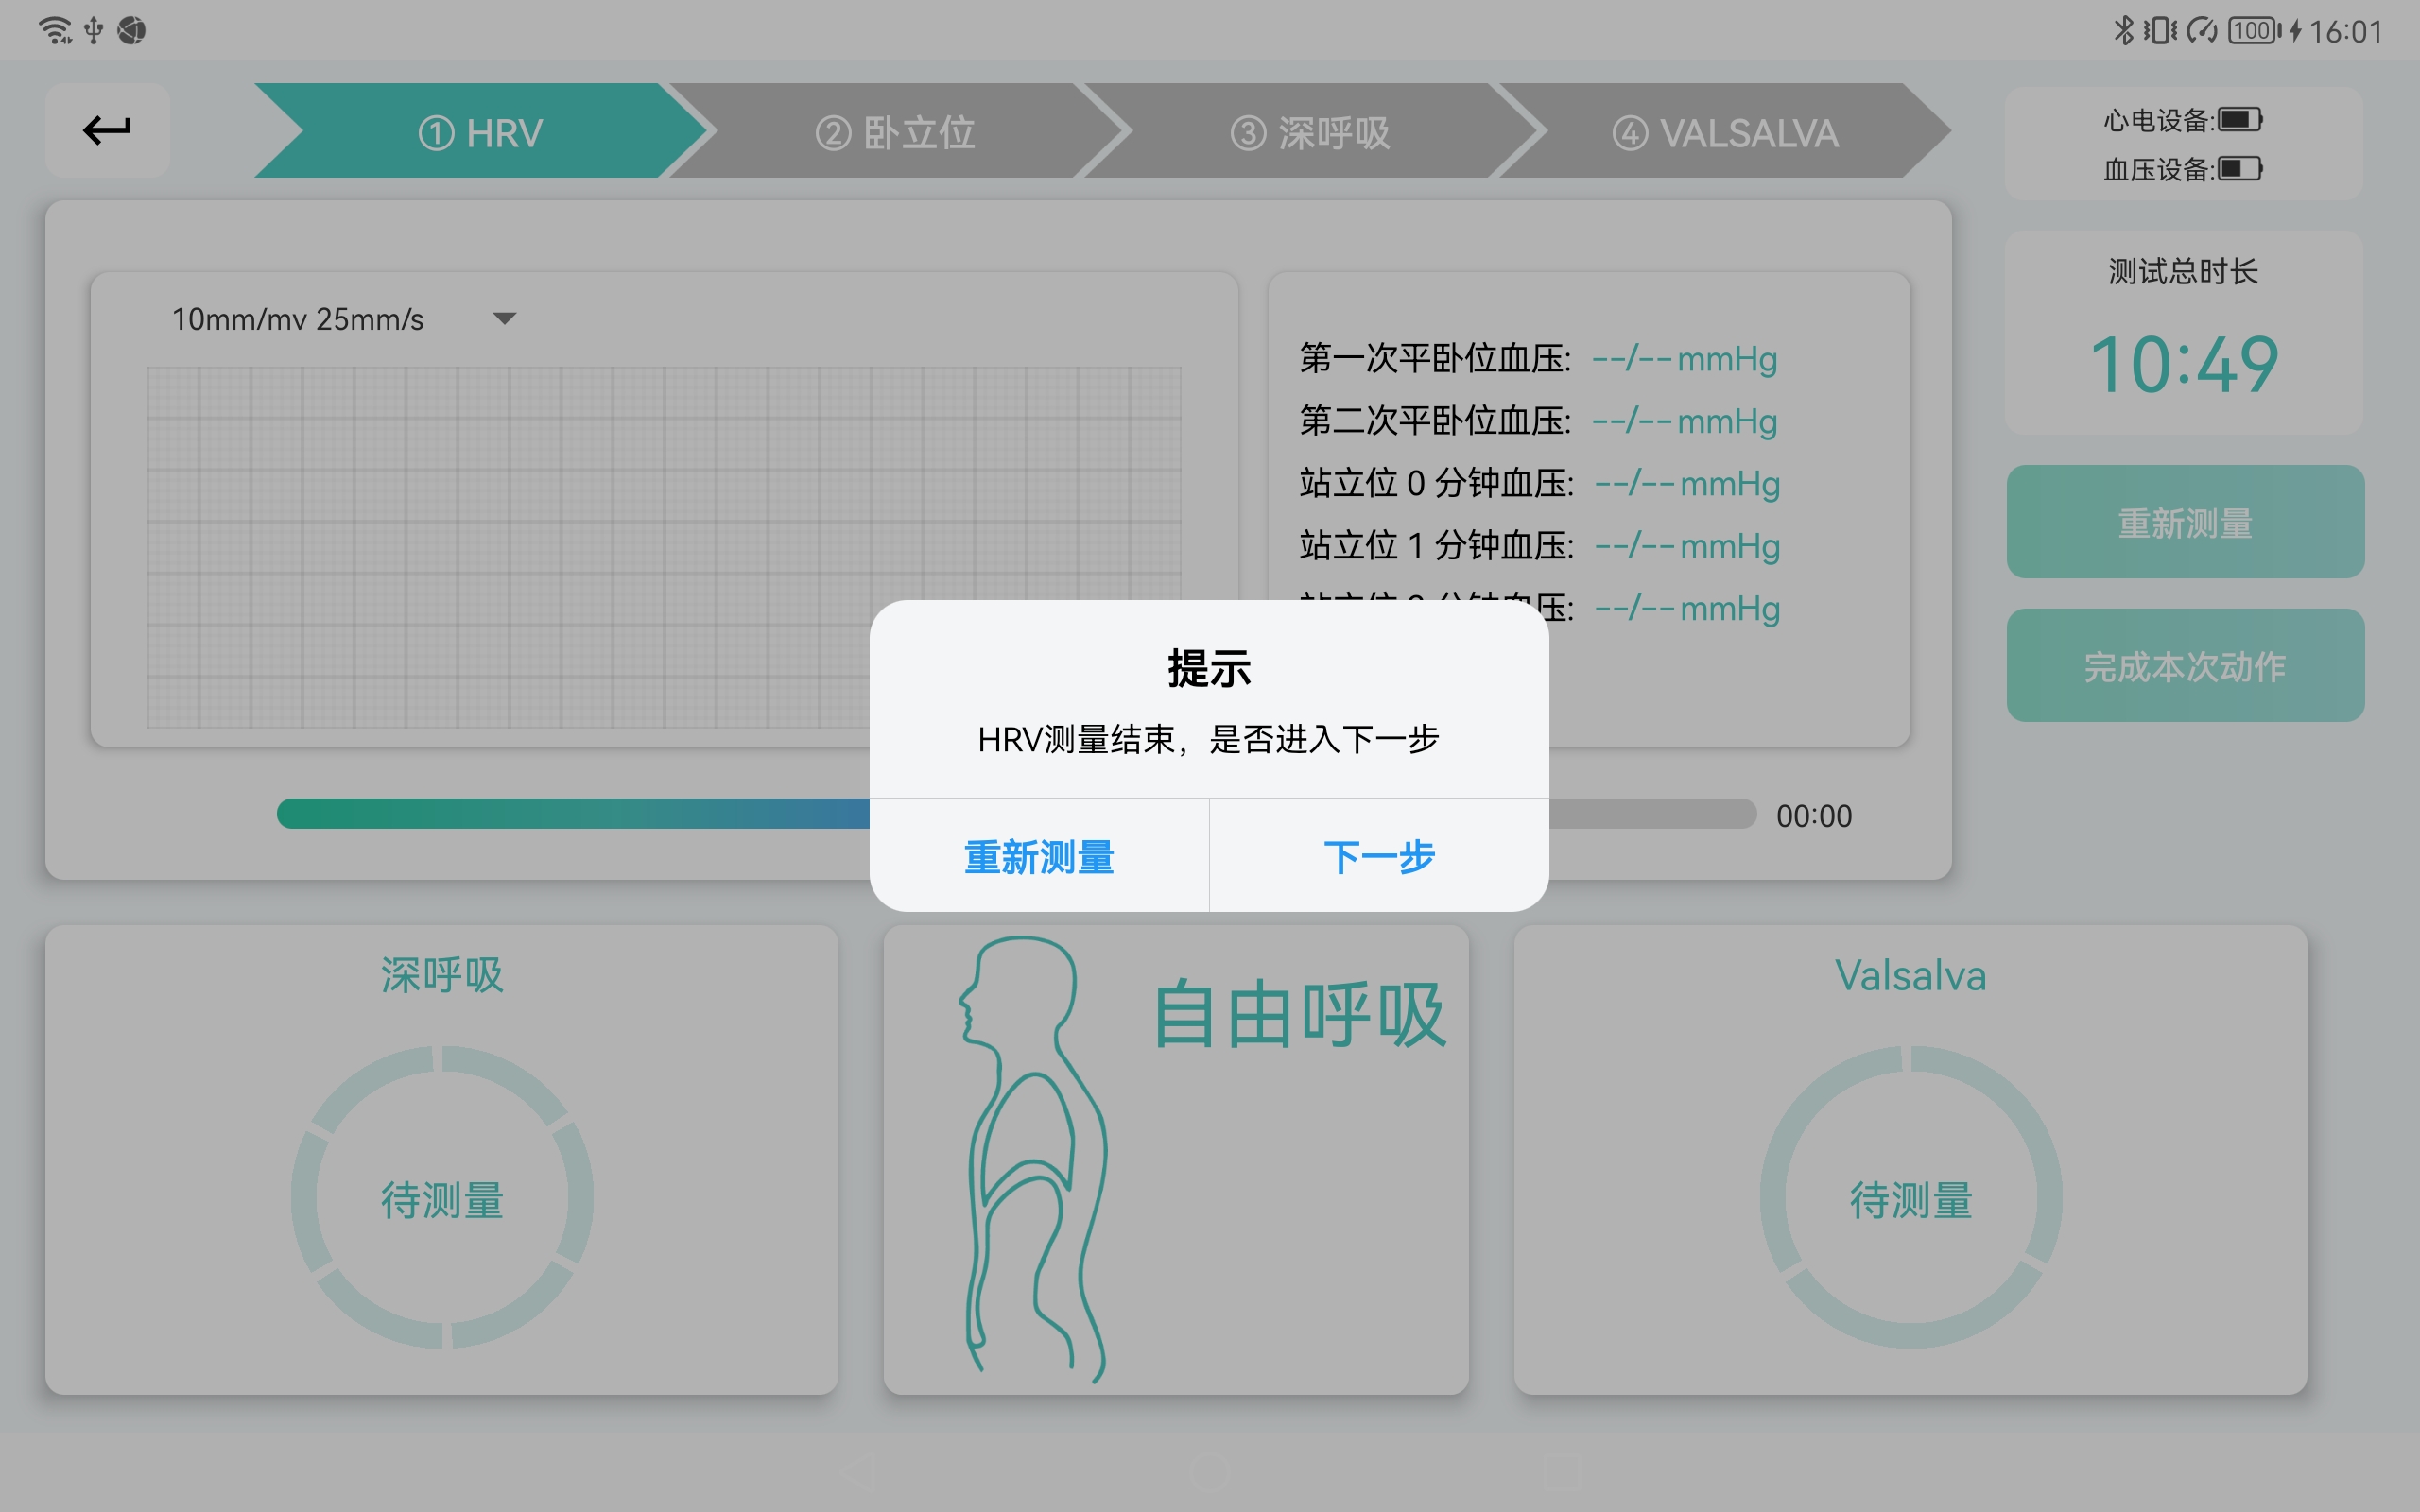 100 16:01
① HRV
② 卧立位
③ 深呼吸
④ VALSALVA
心电设备:
血压设备:
10mm/mv 25mm/s
第一次平卧位血压: --/-- mmHg
第二次平卧位血压: --/-- mmHg
站立位 0 分钟血压: --/-- mmHg
站立位 1 分钟血压: --/-- mmHg
压: --/-- mmHg
测试总时长
10:49
重新测量
完成本次动作
提示
HRV测量结束，是否进入下一步
重新测量
下一步
00:00
深呼吸
待测量
自由呼吸
Valsalva
待测量